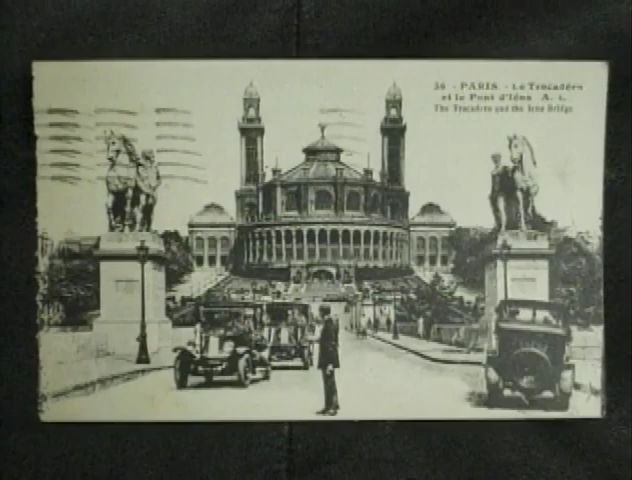 36 - PARIS. - Le Trocadéro
et le Pont d'Iéna A. L.
The Trocadero and the Iena Bridge